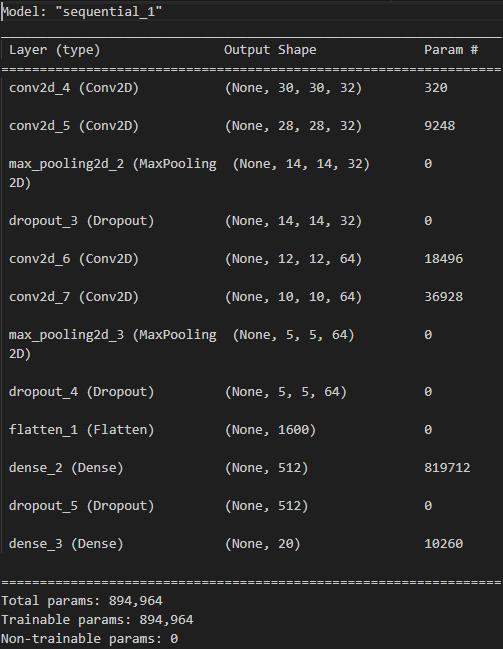 Model: "sequential_1"
Layer (type) Output Shape Param #
conv2d_4 (Conv2D) (None, 30, 30, 32) 320
conv2d_5 (Conv2D) (None, 28, 28, 32) 9248
max_pooling2d_2 (MaxPooling (None, 14, 14, 32) 0
2D)
dropout_3 (Dropout) (None, 14, 14, 32) 0
conv2d_6 (Conv2D) (None, 12, 12, 64) 18496
conv2d_7 (Conv2D) (None, 10, 10, 64) 36928
max_pooling2d_3 (MaxPooling (None, 5, 5, 64) 0
2D)
dropout_4 (Dropout) (None, 5, 5, 64) 0
flatten_1 (Flatten) (None, 1600) 0
dense_2 (Dense) (None, 512) 819712
dropout_5 (Dropout) (None, 512) 0
dense_3 (Dense) (None, 20) 10260
Total params: 894,964
Trainable params: 894,964
Non-trainable params: 0